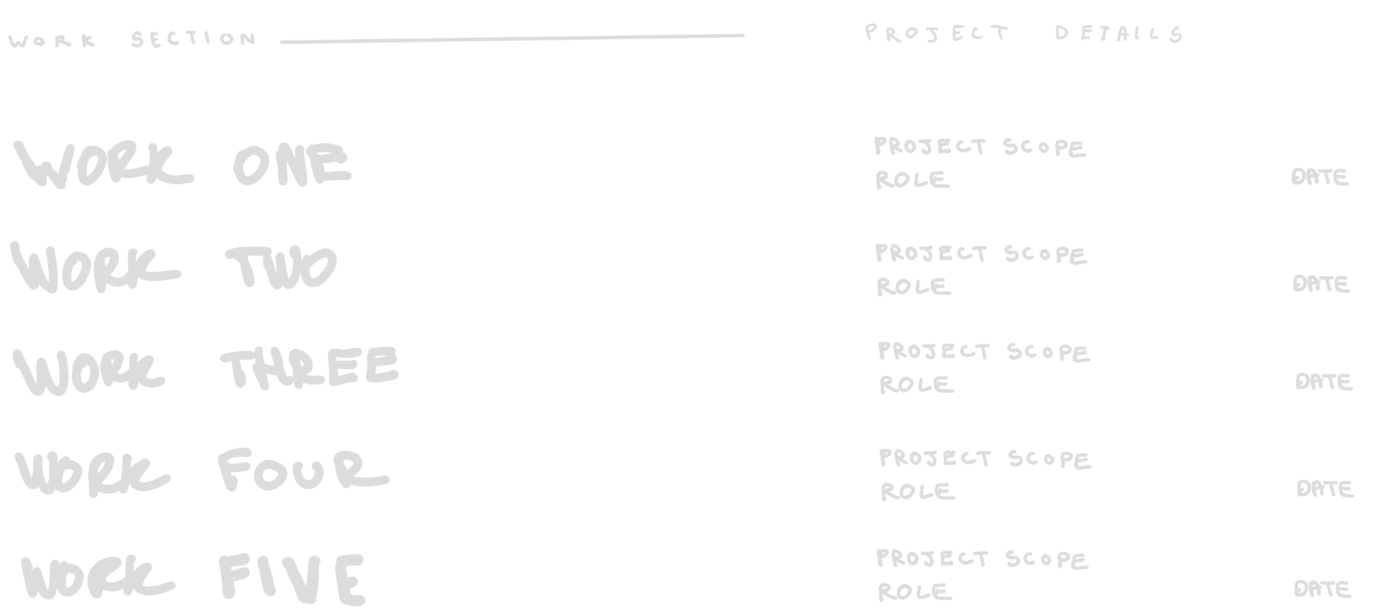 WORK SECTION
PROJECT DETAILS
WORK ONE
PROJECT SCOPE
ROLE
DATE
WORK TWO
PROJECT SCOPE
ROLE
DATE
WORK THREE
PROJECT SCOPE
ROLE
DATE
WORK FOUR
PROJECT SCOPE
ROLE
DATE
WORK FIVE
PROJECT SCOPE
ROLE
DATE